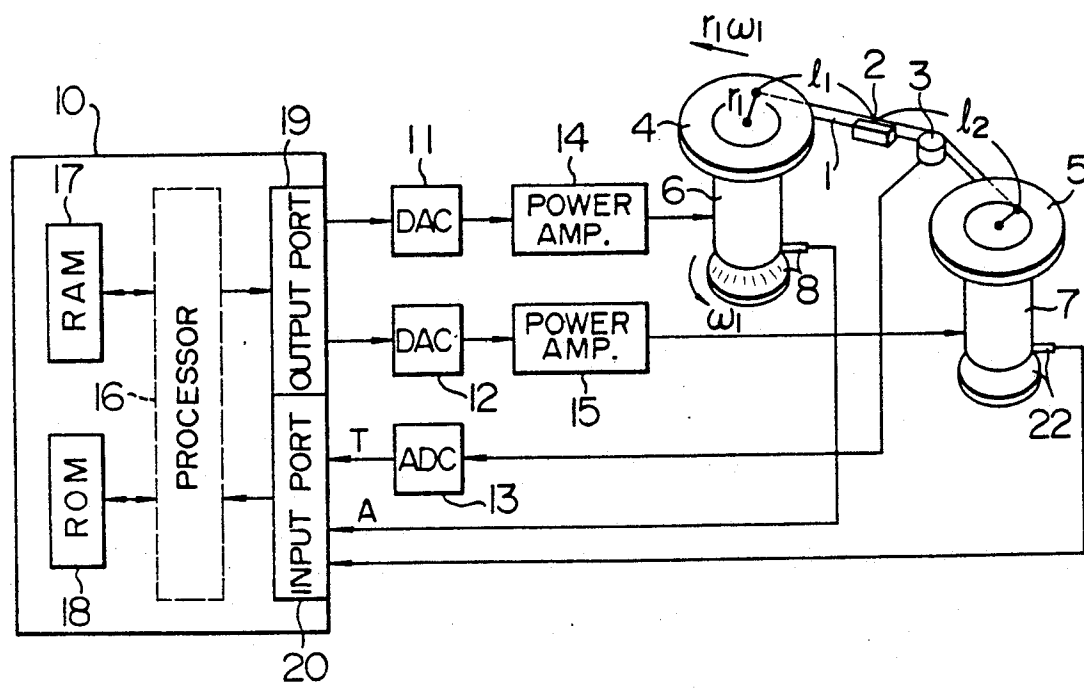 r₁ω₁
10
17
19
11
14
4
r₁
l₁
2
3
l₂
1
5
6
RAM
16
PROCESSOR
OUTPUT PORT
DAC
POWER
AMP.
8
ω₁
7
DAC
12
POWER
AMP.
15
22
ROM
18
INPUT PORT
20
T
ADC
13
A